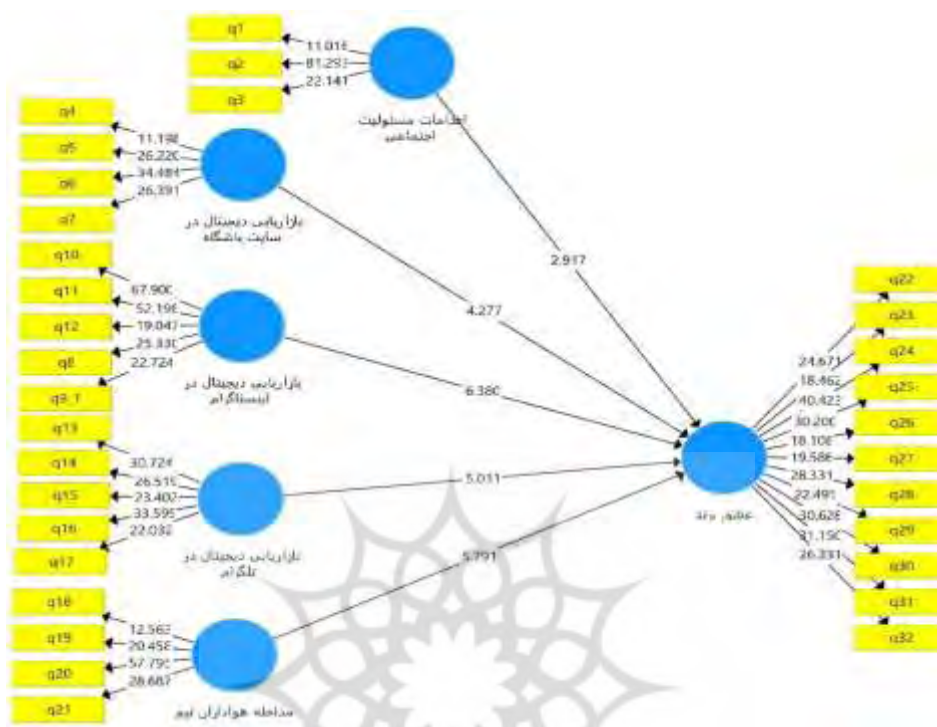 q1
11.016
q2
81.293
q3
22.141
اقدامات مسئولیت
اجتماعی
q4
11.198
q5
26.220
q6
34.484
q7
26.391
بازاریابی دیجیتال در
سایت باشگاه
q10
67.900
q11
52.196
q12
19.047
q8
25.330
q9_1
22.724
بازاریابی دیجیتال در
اینستاگرام
q13
30.724
q14
26.519
q15
23.402
q16
33.599
q17
22.032
بازاریابی دیجیتال در
تلگرام
q18
12.563
q19
20.458
q20
57.795
q21
28.687
مداخله هواداران تیم
2.917
4.277
6.380
5.011
5.791
عشق برند
q22
24.671
q23
18.462
q24
40.423
q25
30.200
q26
18.108
q27
19.586
q28
28.331
q29
22.491
q30
30.628
q31
31.150
q32
26.331